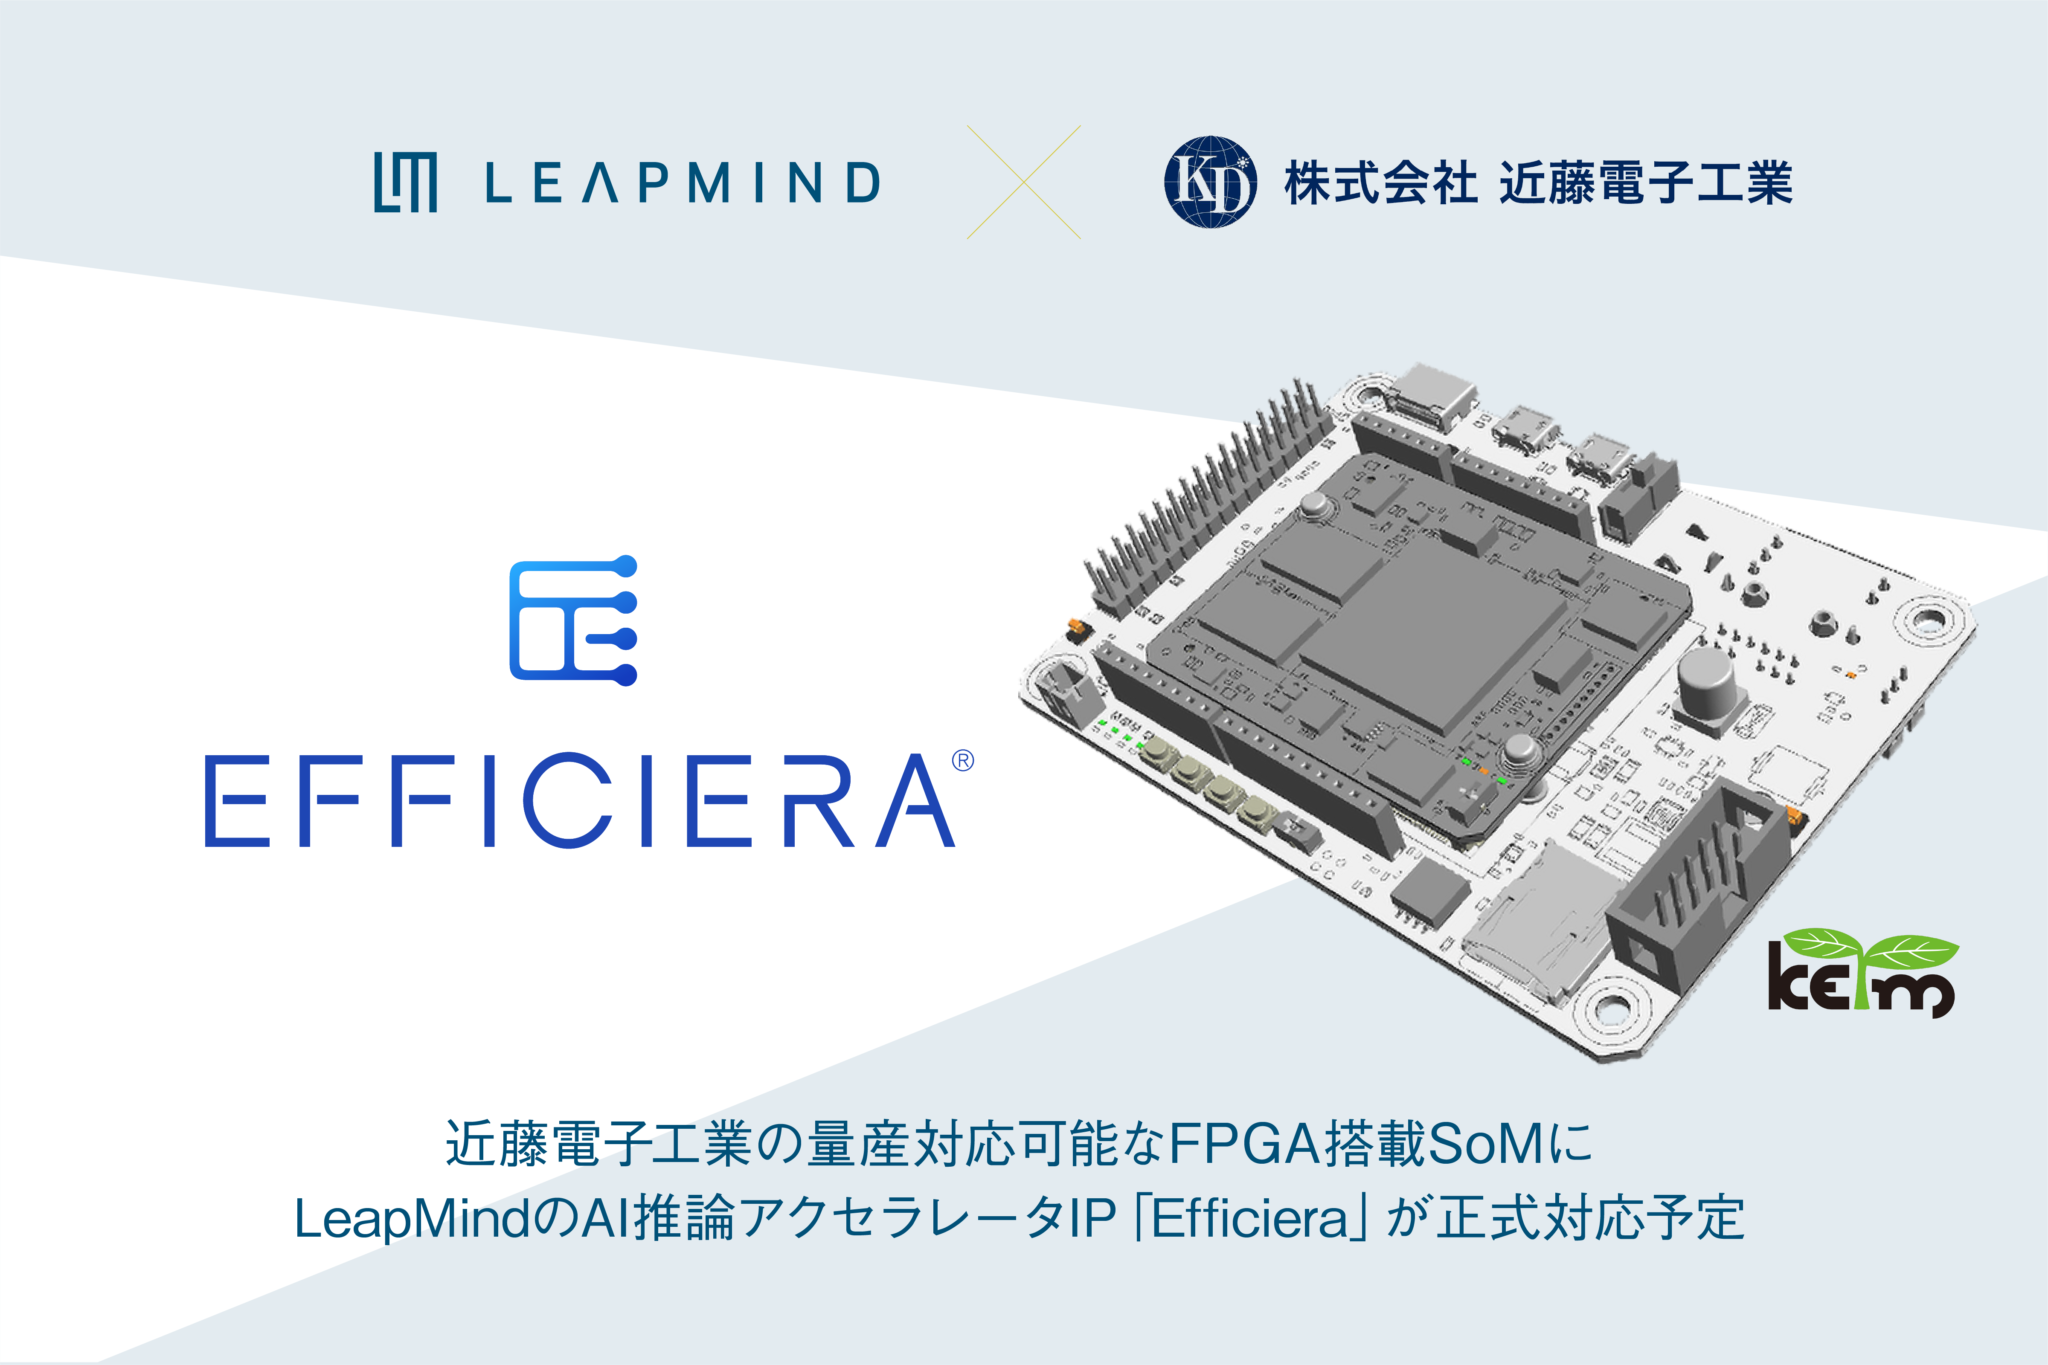 LEAPMIND
KD 株式会社 近藤電子工業
EFFICIERA®
KEIm
近藤電子工業の量産対応可能なFPGA搭載SoMに
LeapMindのAI推論アクセラレータIP「Efficiera」が正式対応予定